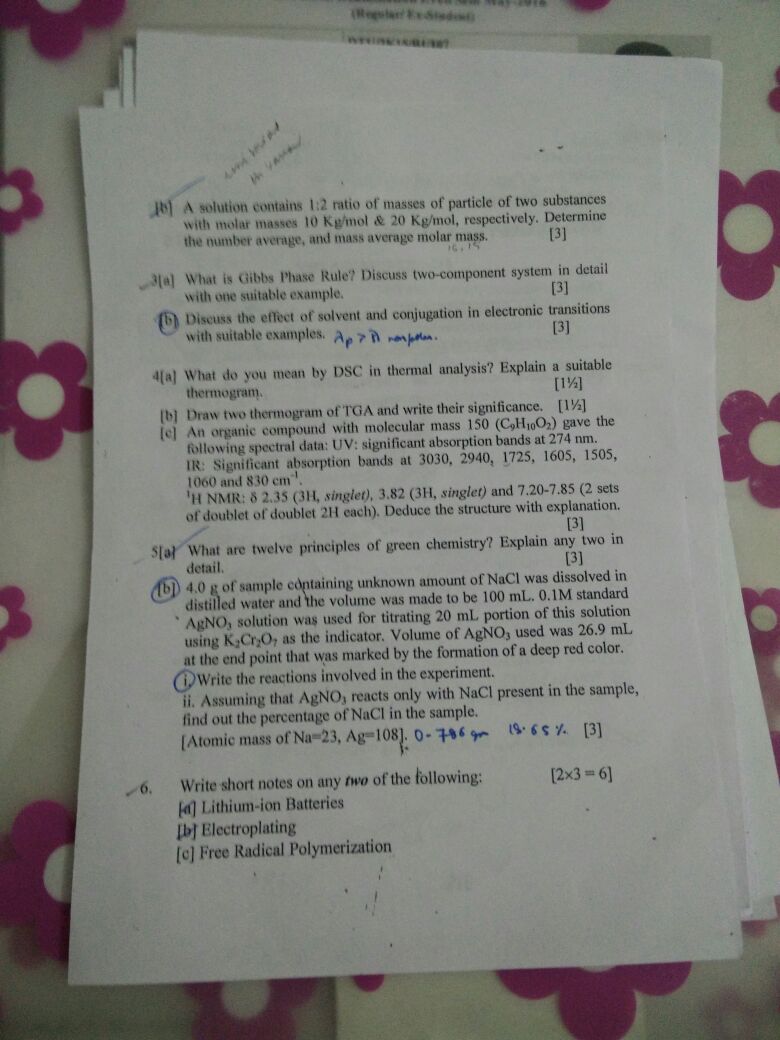 (Regular/ Ex-Student)
[b] A solution contains 1:2 ratio of masses of particle of two substances
with molar masses 10 Kg/mol & 20 Kg/mol, respectively. Determine
the number average, and mass average molar mass. [3]
3[a] What is Gibbs Phase Rule? Discuss two-component system in detail
with one suitable example. [3]
[b] Discuss the effect of solvent and conjugation in electronic transitions
with suitable examples. λp > λ nonpolar. [3]
4[a] What do you mean by DSC in thermal analysis? Explain a suitable
thermogram. [1½]
[b] Draw two thermogram of TGA and write their significance. [1½]
[c] An organic compound with molecular mass 150 (C₉H₁₀O₂) gave the
following spectral data: UV: significant absorption bands at 274 nm.
IR: Significant absorption bands at 3030, 2940, 1725, 1605, 1505,
1060 and 830 cm⁻¹.
¹H NMR: δ 2.35 (3H, singlet), 3.82 (3H, singlet) and 7.20-7.85 (2 sets
of doublet of doublet 2H each). Deduce the structure with explanation.
[3]
5[a] What are twelve principles of green chemistry? Explain any two in
detail. [3]
[b] 4.0 g of sample containing unknown amount of NaCl was dissolved in
distilled water and the volume was made to be 100 mL. 0.1M standard
AgNO₃ solution was used for titrating 20 mL portion of this solution
using K₂Cr₂O₇ as the indicator. Volume of AgNO₃ used was 26.9 mL
at the end point that was marked by the formation of a deep red color.
i. Write the reactions involved in the experiment.
ii. Assuming that AgNO₃ reacts only with NaCl present in the sample,
find out the percentage of NaCl in the sample.
[Atomic mass of Na=23, Ag=108]. 0-786 gm 19.65 % [3]
6. Write short notes on any two of the following: [2×3 = 6]
[a] Lithium-ion Batteries
[b] Electroplating
[c] Free Radical Polymerization